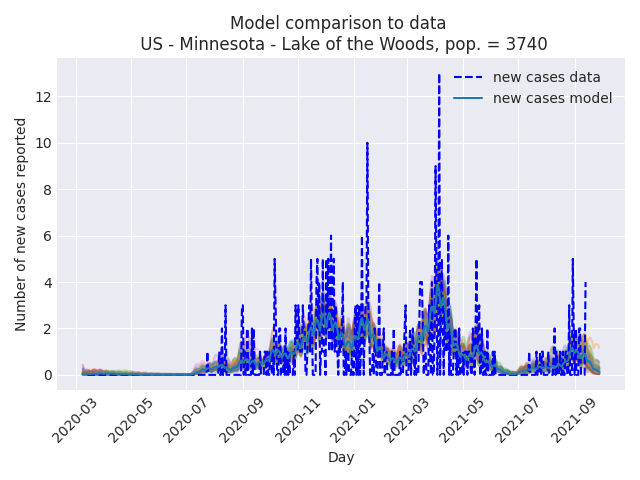 Model comparison to data
US - Minnesota - Lake of the Woods, pop. = 3740
new cases data
new cases model
Number of new cases reported
12
10
8
6
4
2
0
2020-03
2020-05
2020-07
2020-09
2020-11
2021-01
2021-03
2021-05
2021-07
2021-09
Day